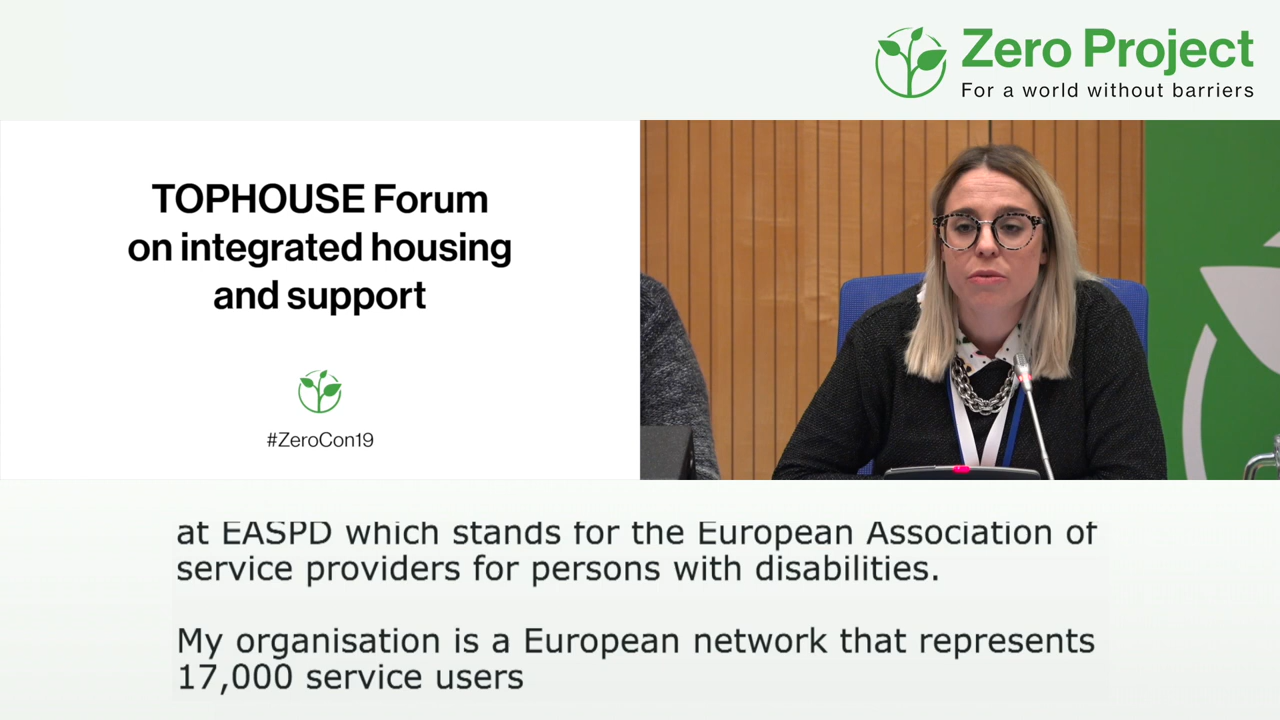 Zero Project
For a world without barriers
TOPHOUSE Forum
on integrated housing
and support
#ZeroCon19
at EASPD which stands for the European Association of
service providers for persons with disabilities.
My organisation is a European network that represents
17,000 service users